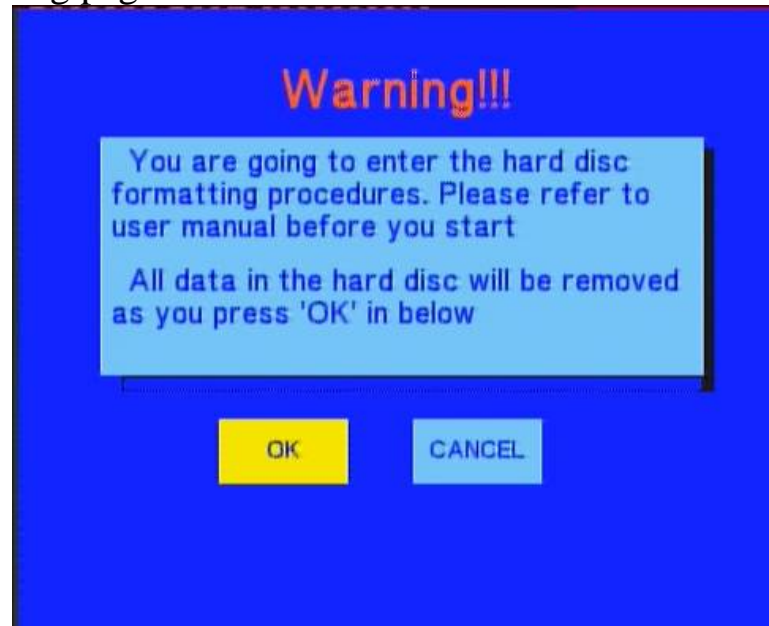 Warning!!!
You are going to enter the hard disc
formatting procedures. Please refer to
user manual before you start
All data in the hard disc will be removed
as you press 'OK' in below
OK CANCEL